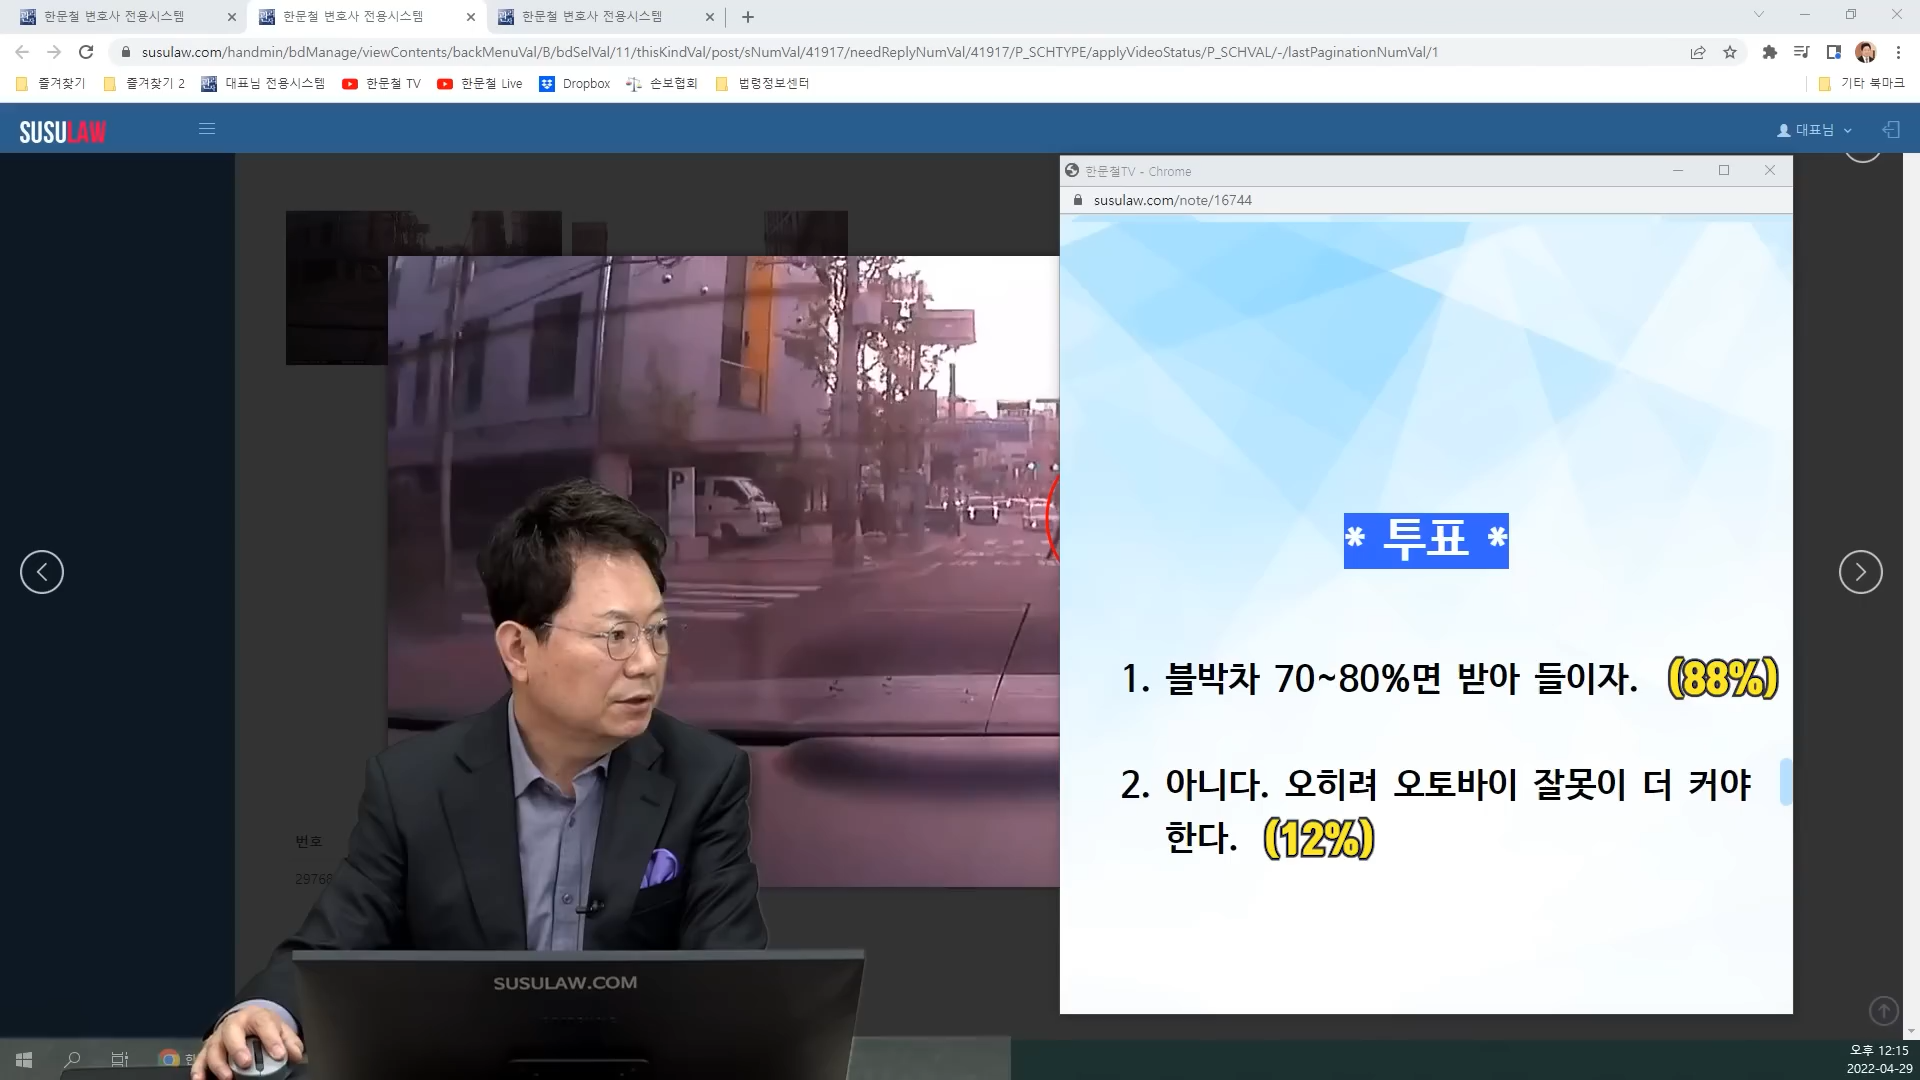 한문철 변호사 전용시스템
한문철 변호사 전용시스템
한문철 변호사 전용시스템
susulaw.com/handmin/bdManage/viewContents/backMenuVal/B/bdSelVal/11/thisKindVal/post/sNumVal/41917/needReplyNumVal/41917/P_SCHTYPE/applyVideoStatus/P_SCHVAL/-/lastPaginationNumVal/1
즐겨찾기
즐겨찾기 2
대표님 전용시스템
한문철 TV
한문철 Live
Dropbox
손보협회
법령정보센터
기타 북마크
SUSULAW
대표님
한문철TV - Chrome
susulaw.com/note/16744
P
* 투표 *
1. 블박차 70~80%면 받아 들이자. (88%)
2. 아니다. 오히려 오토바이 잘못이 더 커야
한다. (12%)
번호
29768
SUSULAW.COM
오후 12:15
2022-04-29